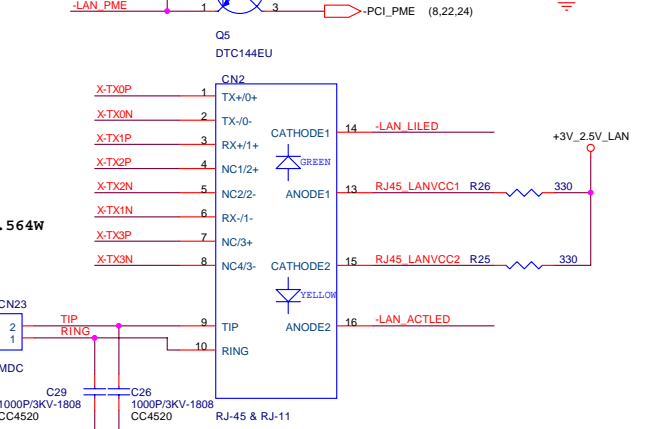 -LAN_PME
1
3
-PCI_PME (8,22,24)
Q5
DTC144EU
CN2
X-TX0P 1 TX+/0+
X-TX0N 2 TX-/0-
X-TX1P 3 RX+/1+
X-TX2P 4 NC1/2+
X-TX2N 5 NC2/2-
X-TX1N 6 RX-/1-
X-TX3P 7 NC/3+
X-TX3N 8 NC4/3-
CATHODE1 14 -LAN_LILED
GREEN
+3V_2.5V_LAN
ANODE1 13 RJ45_LANVCC1 R26 330
CATHODE2 15 RJ45_LANVCC2 R25 330
YELLOW
ANODE2 16 -LAN_ACTLED
.564W
CN23
2 TIP 9 TIP
1 RING 10 RING
MDC
C29
1000P/3KV-1808
CC4520
C26
1000P/3KV-1808
CC4520
RJ-45 & RJ-11